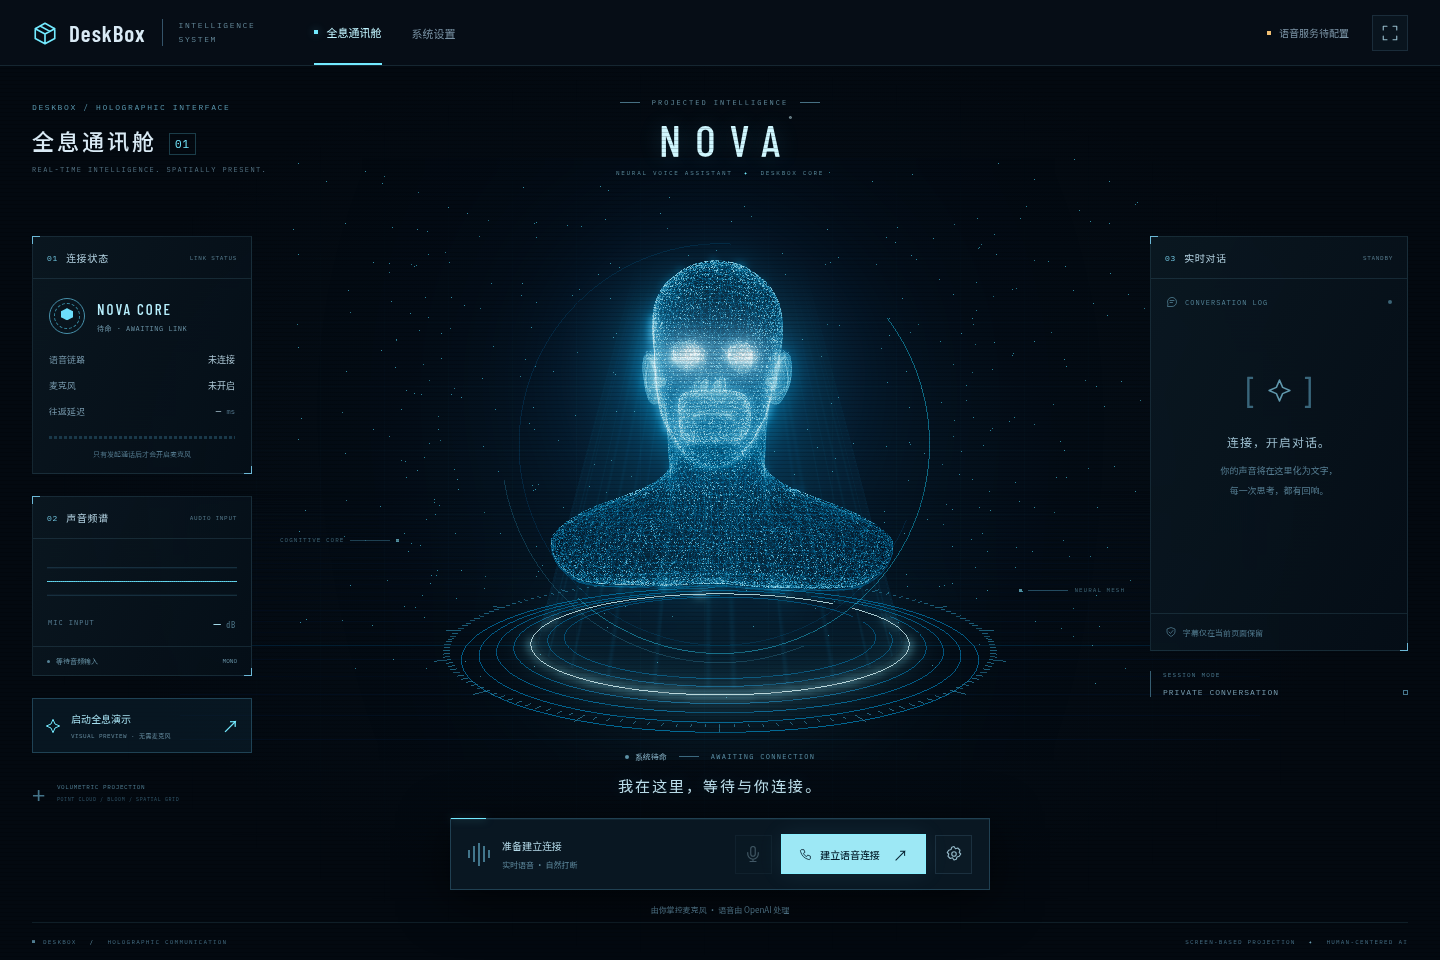 DeskBox
INTELLIGENCE
SYSTEM
全息通讯舱
系统设置
语音服务待配置
DESKBOX / HOLOGRAPHIC INTERFACE
全息通讯舱 01
REAL-TIME INTELLIGENCE. SPATIALLY PRESENT.
PROJECTED INTELLIGENCE
NOVA
NEURAL VOICE ASSISTANT ✦ DESKBOX CORE
01 连接状态 LINK STATUS
NOVA CORE
待命 · AWAITING LINK
语音链路 未连接
麦克风 未开启
往返延迟 — ms
只有发起通话后才会开启麦克风
02 声音频谱 AUDIO INPUT
MIC INPUT — dB
等待音频输入 MONO
启动全息演示
VISUAL PREVIEW · 无需麦克风
VOLUMETRIC PROJECTION
POINT CLOUD / BLOOM / SPATIAL GRID
COGNITIVE CORE
NEURAL MESH
03 实时对话 STANDBY
CONVERSATION LOG
连接，开启对话。
你的声音将在这里化为文字，
每一次思考，都有回响。
字幕仅在当前页面保留
SESSION MODE
PRIVATE CONVERSATION
系统待命 AWAITING CONNECTION
我在这里，等待与你连接。
准备建立连接
实时语音 · 自然打断
建立语音连接
由你掌控麦克风 · 语音由 OpenAI 处理
DESKBOX / HOLOGRAPHIC COMMUNICATION
SCREEN-BASED PROJECTION ✦ HUMAN-CENTERED AI